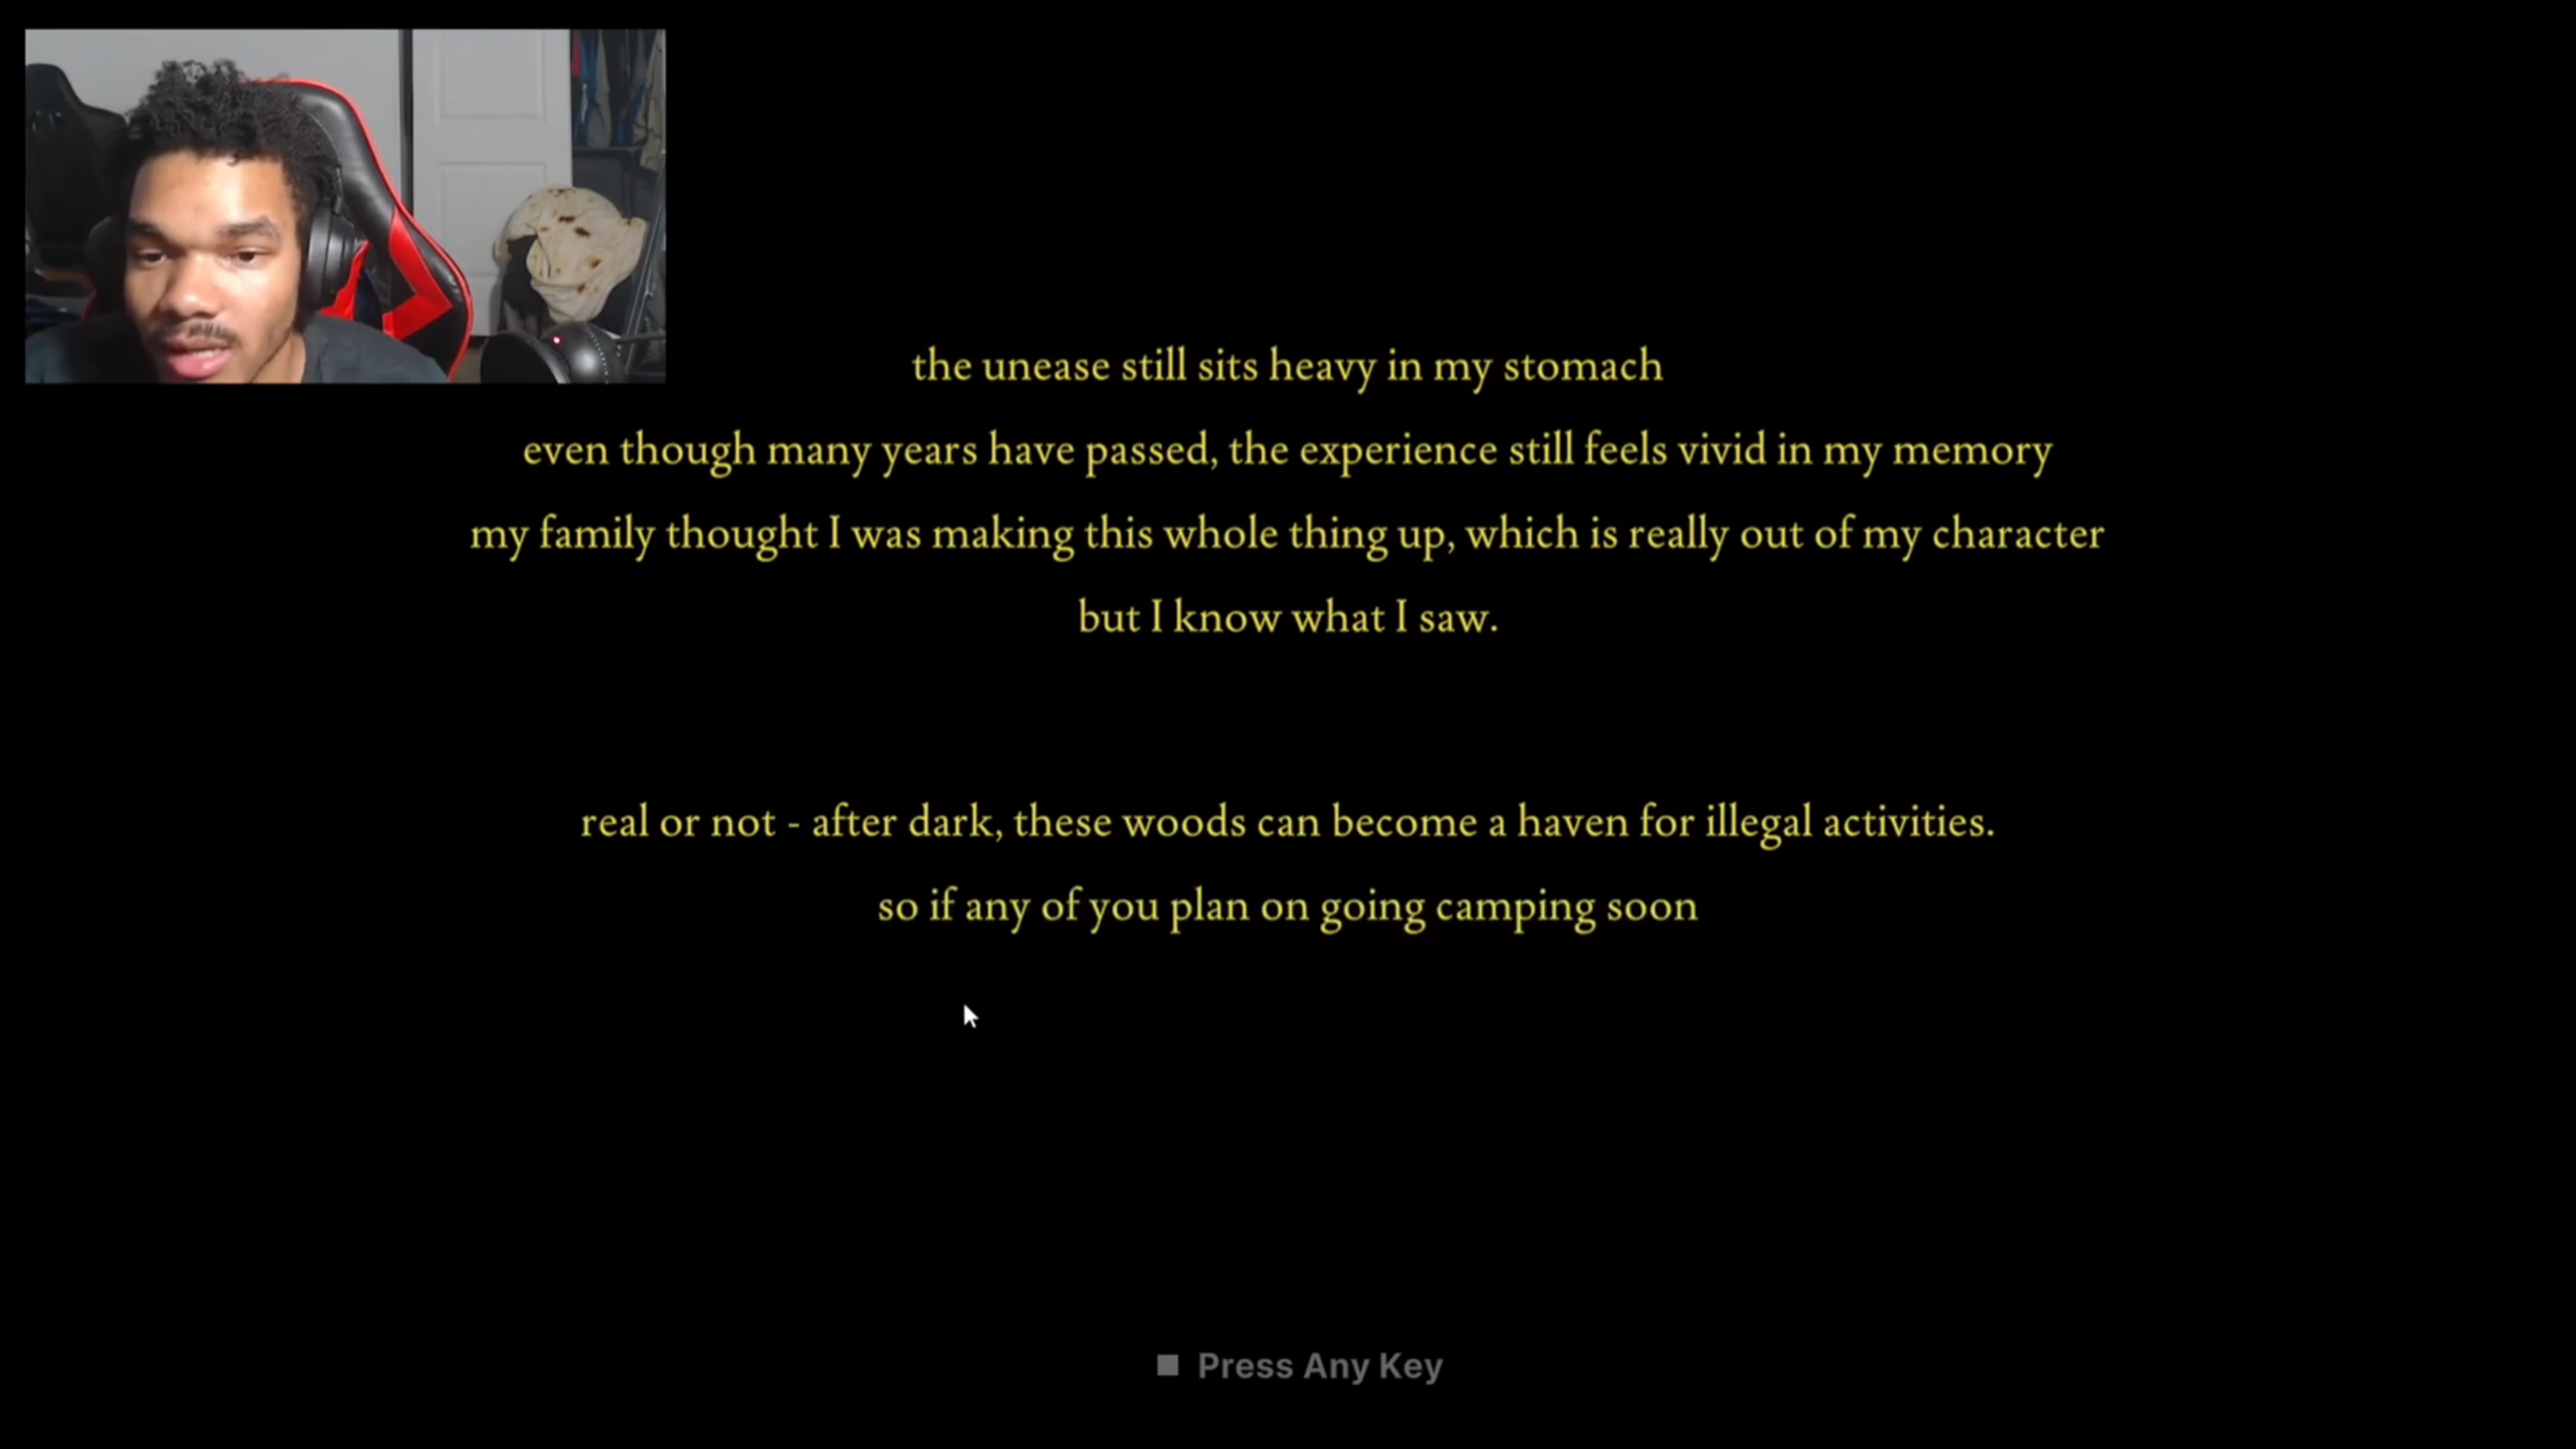 the unease still sits heavy in my stomach
even though many years have passed, the experience still feels vivid in my memory
my family thought I was making this whole thing up, which is really out of my character
but I know what I saw.
real or not - after dark, these woods can become a haven for illegal activities.
so if any of you plan on going camping soon
Press Any Key